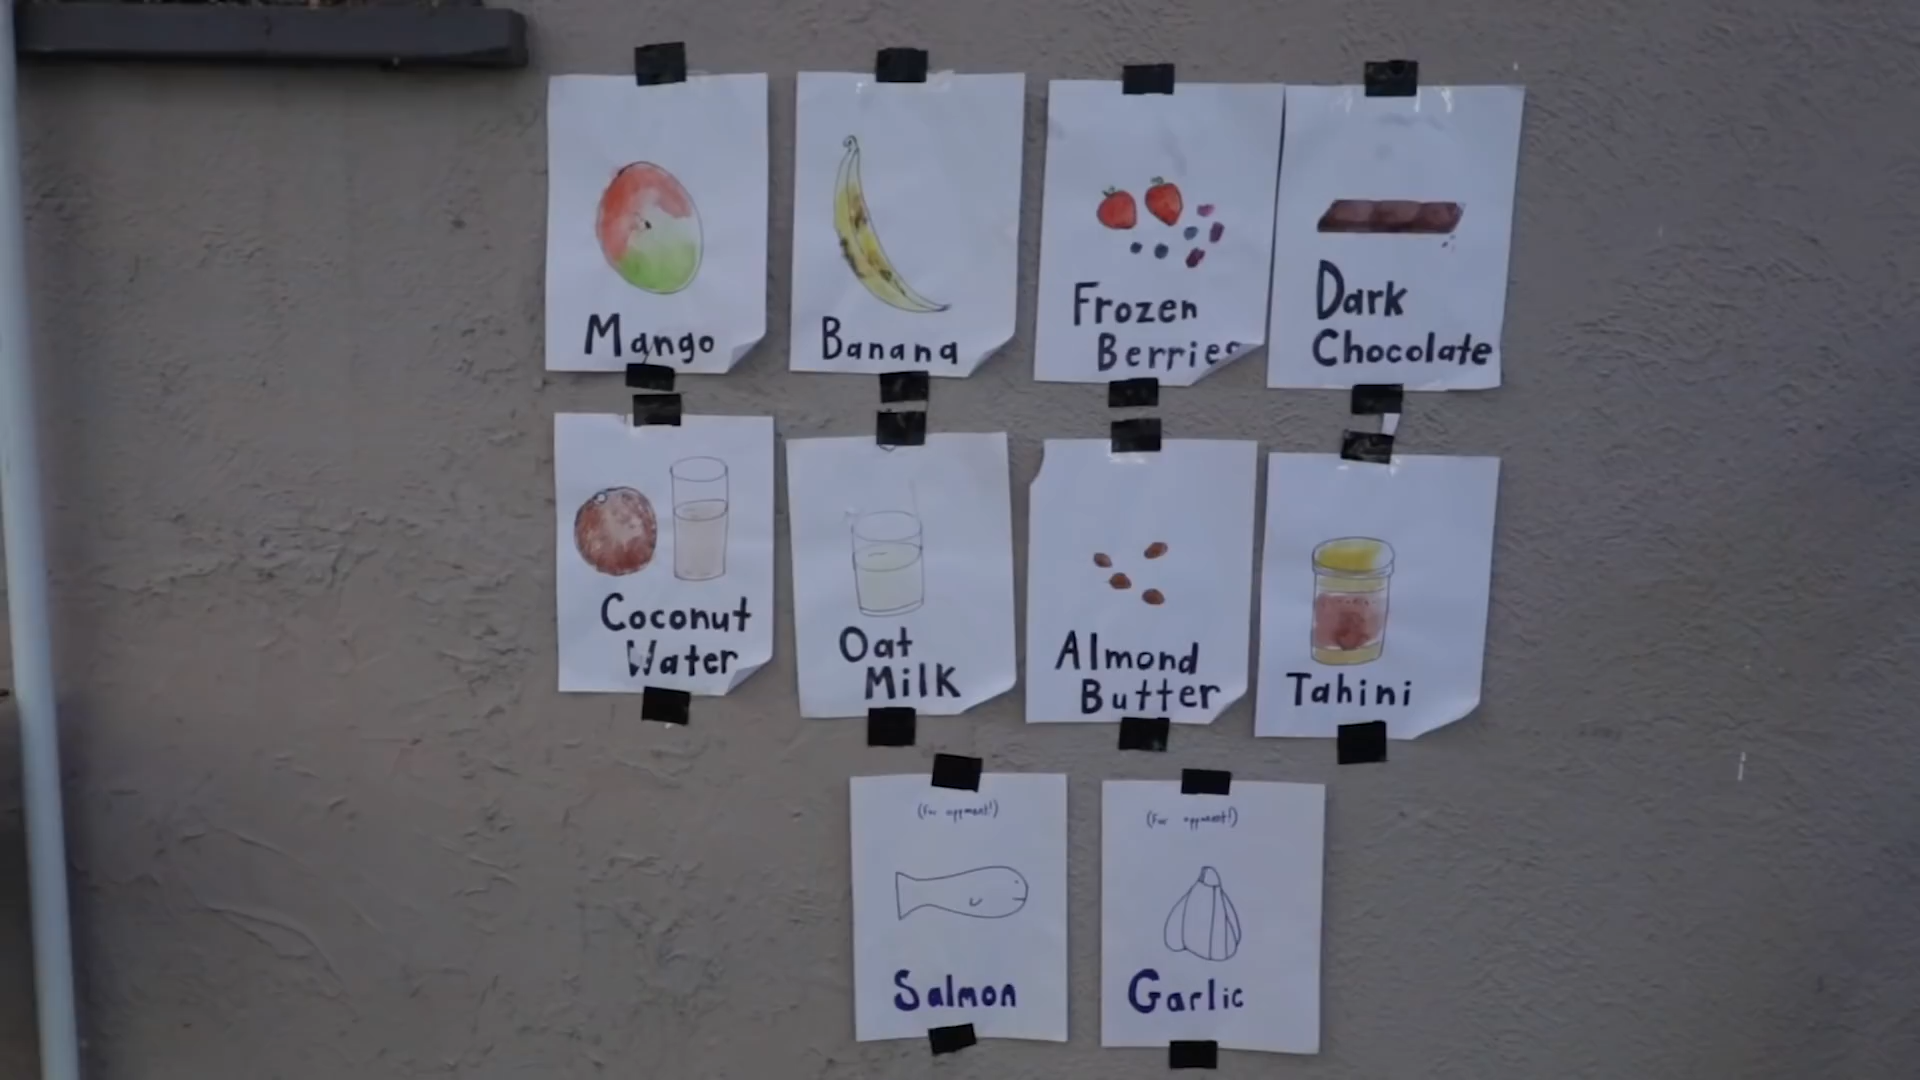 Mango
Banana
Frozen
Berries
Dark
Chocolate
Coconut
Water
Oat
Milk
Almond
Butter
Tahini
(For opponent!)
Salmon
(For opponent!)
Garlic